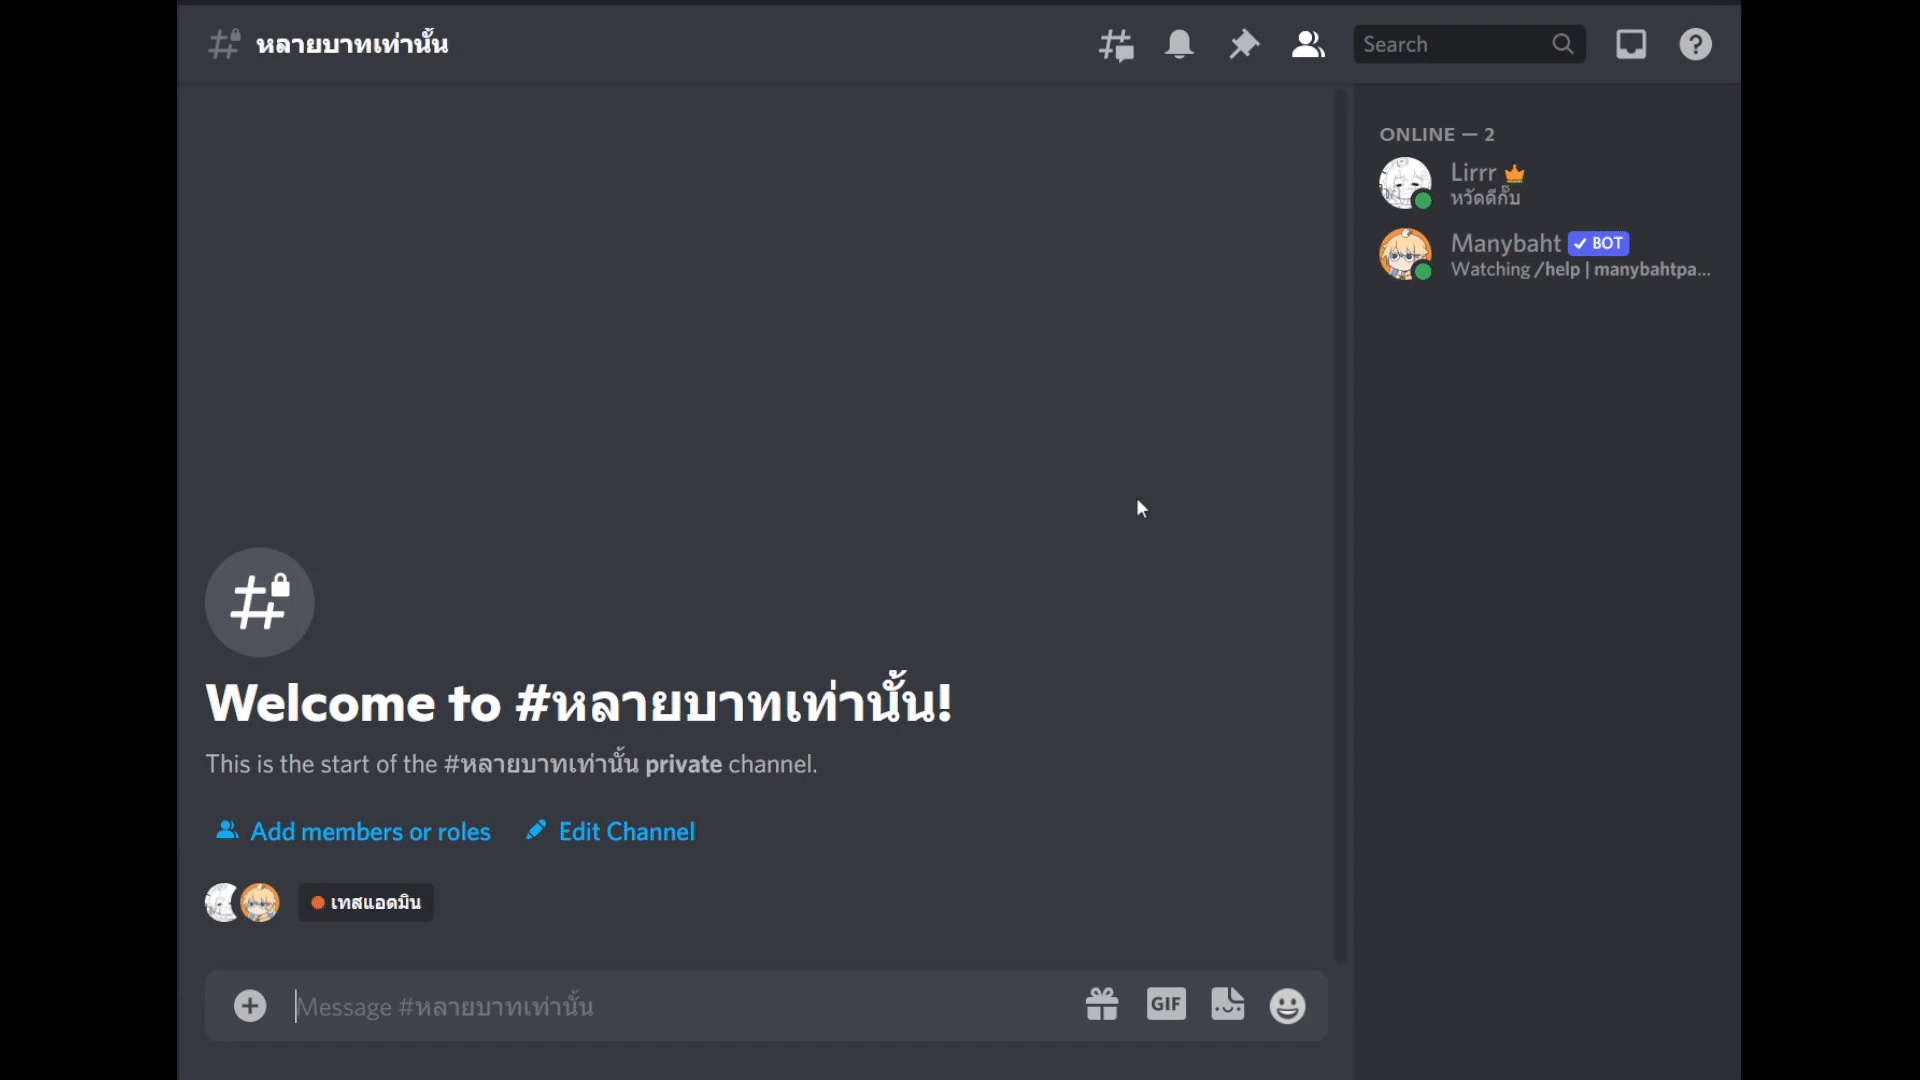 หลายบาทเท่านั้น
Search
ONLINE — 2
Lirrr
หวัดดีกั๊บ
Manybaht ✓ BOT
Watching /help | manybahtpa...
Welcome to #หลายบาทเท่านั้น!
This is the start of the #หลายบาทเท่านั้น private channel.
Add members or roles
Edit Channel
เทสแอดมิน
Message #หลายบาทเท่านั้น
GIF